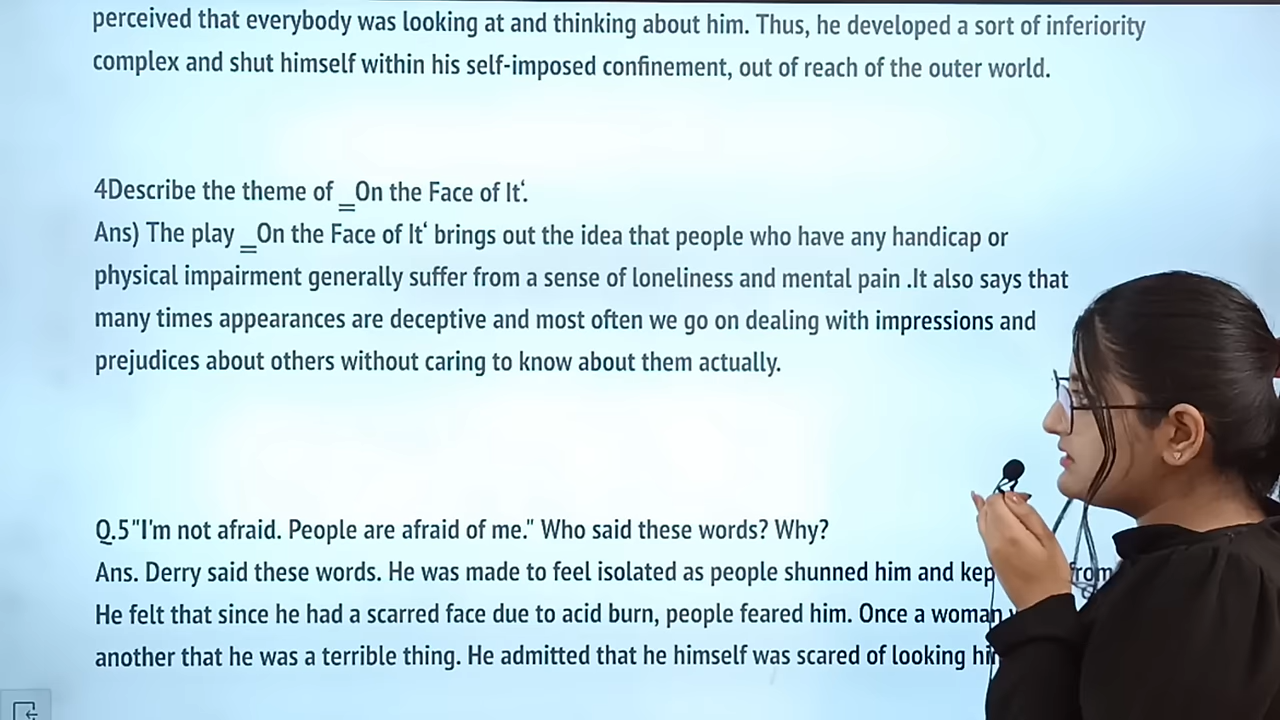 perceived that everybody was looking at and thinking about him. Thus, he developed a sort of inferiority
complex and shut himself within his self-imposed confinement, out of reach of the outer world.
4Describe the theme of ‗On the Face of It‘.
Ans) The play ‗On the Face of It‘ brings out the idea that people who have any handicap or
physical impairment generally suffer from a sense of loneliness and mental pain .It also says that
many times appearances are deceptive and most often we go on dealing with impressions and
prejudices about others without caring to know about them actually.
Q.5"I'm not afraid. People are afraid of me." Who said these words? Why?
Ans. Derry said these words. He was made to feel isolated as people shunned him and from
He felt that since he had a scarred face due to acid burn, people feared him. Once a woman
another that he was a terrible thing. He admitted that he himself was scared of looking